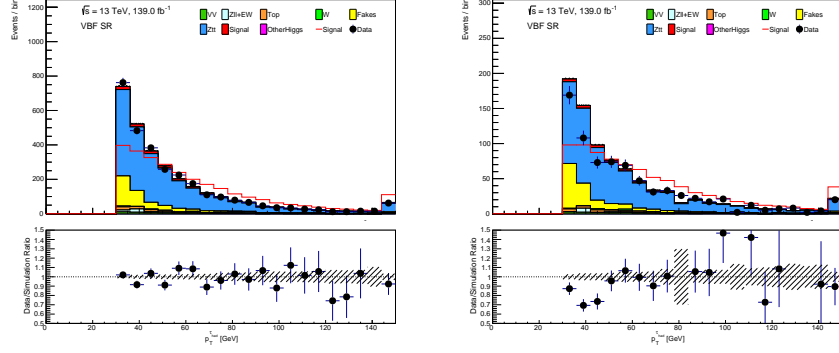 Events / bin
√s = 13 TeV, 139.0 fb⁻¹
VBF SR
VV Zll+EW Top W Fakes
Ztt Signal OtherHiggs Signal Data
1200
1000
800
600
400
200
0
1.5
1.4
1.3
1.2
1.1
1
0.9
0.8
0.7
0.6
0.5
Data/Simulation Ratio
0 20 40 60 80 100 120 140
[GeV]
Events / bin
√s = 13 TeV, 139.0 fb⁻¹
VBF SR
VV Zll+EW Top W Fakes
Ztt Signal OtherHiggs Signal Data
300
250
200
150
100
50
0
1.5
1.4
1.3
1.2
1.1
1
0.9
0.8
0.7
0.6
0.5
Data/Simulation Ratio
0 20 40 60 80 100 120 140
[GeV]